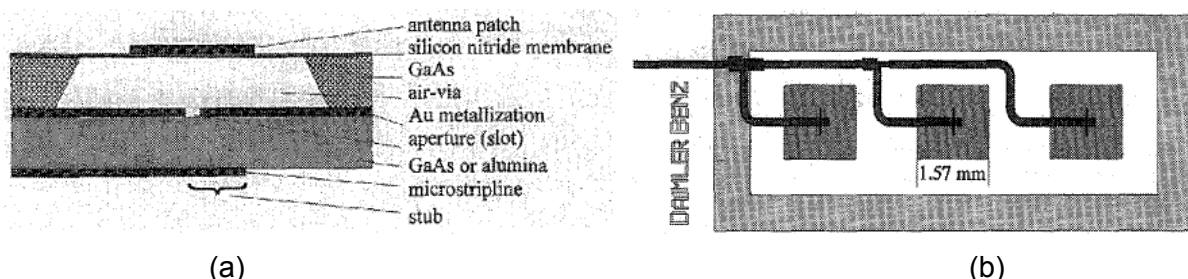 antenna patch
silicon nitride membrane
GaAs
air-via
Au metallization
aperture (slot)
GaAs or alumina
microstripline
stub
(a)
DAIMLER BENZ
1.57 mm
(b)